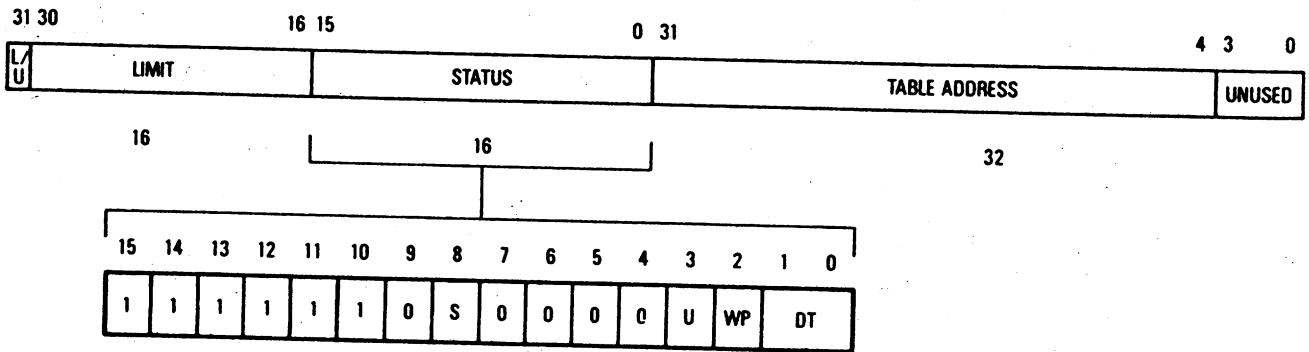 31 30 16 15 0 31 4 3 0
L/U LIMIT STATUS TABLE ADDRESS UNUSED
16 16 32
15 14 13 12 11 10 9 8 7 6 5 4 3 2 1 0
1 1 1 1 1 1 0 S 0 0 0 0 U WP DT